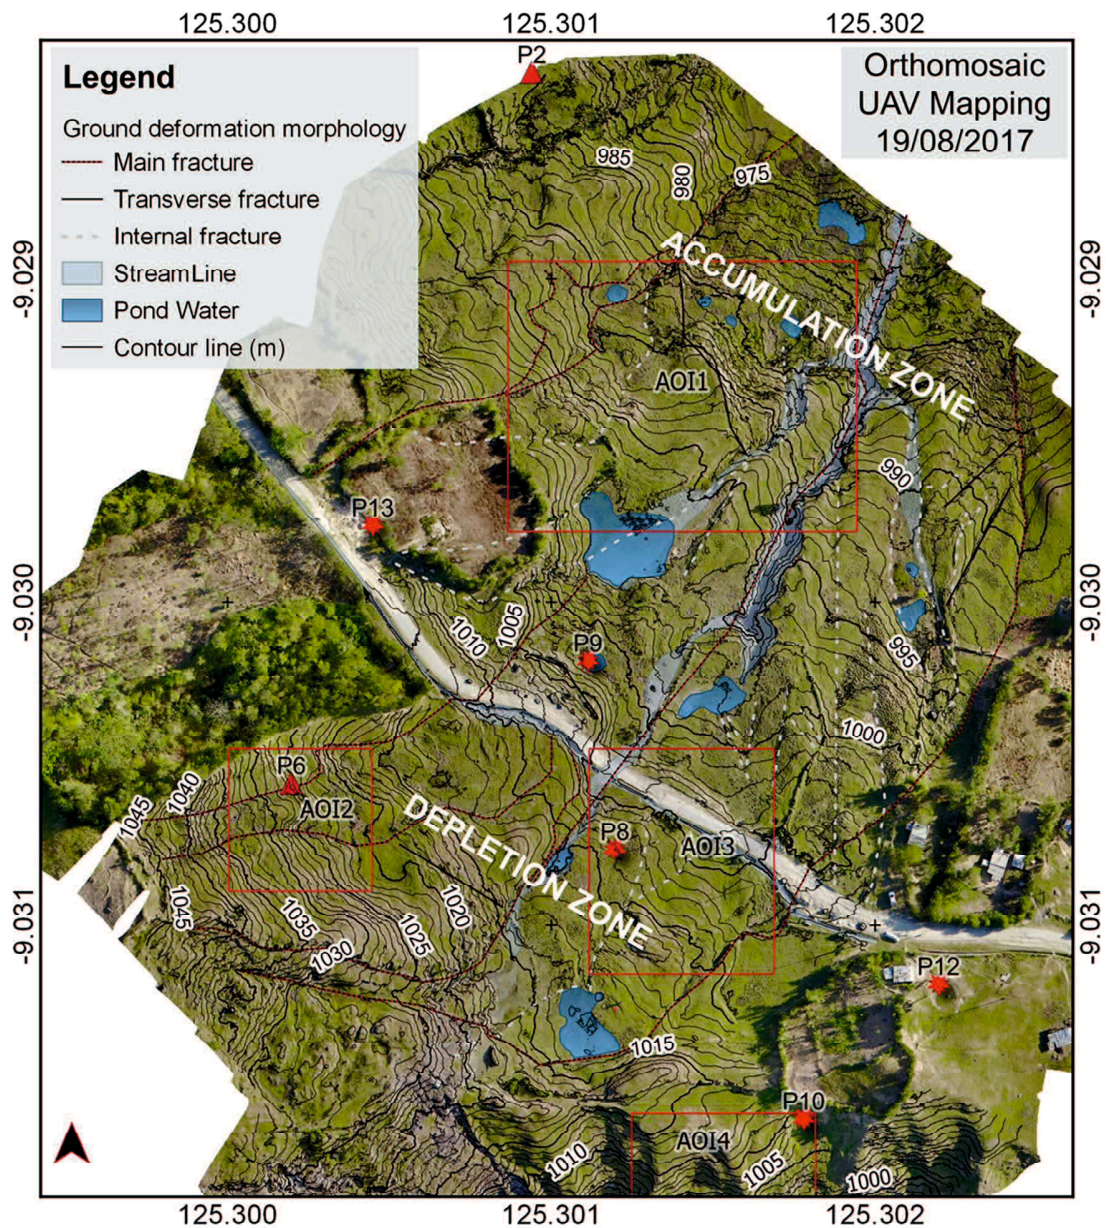 125.300 125.301 125.302
P2
Legend
Ground deformation morphology
Main fracture
Transverse fracture
Internal fracture
StreamLine
Pond Water
Contour line (m)
Orthomosaic
UAV Mapping
19/08/2017
985
980
975
-9.029 -9.029
ACCUMULATION ZONE
AOI1
990
P13
-9.030 -9.030
1010
1005
P9
995
1000
P6
AOI2
1040
1045
DEPLETION ZONE
P8
AOI3
1045
1035
1030
1025
1020
-9.031 -9.031
P12
1015
P10
AOI4
1010
1005
1000
125.300 125.301 125.302